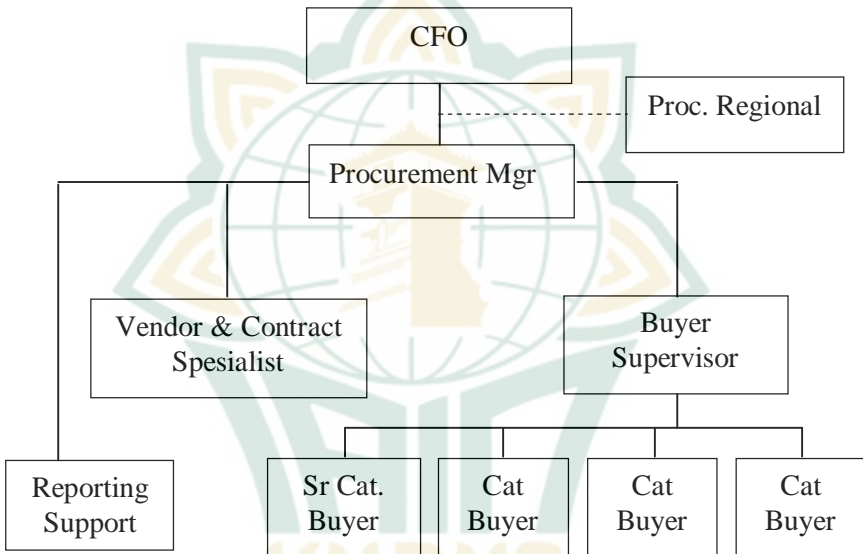 CFO
Proc. Regional
Procurement Mgr
Vendor & Contract
Spesialist
Buyer
Supervisor
Reporting
Support
Sr Cat.
Buyer
Cat
Buyer
Cat
Buyer
Cat
Buyer